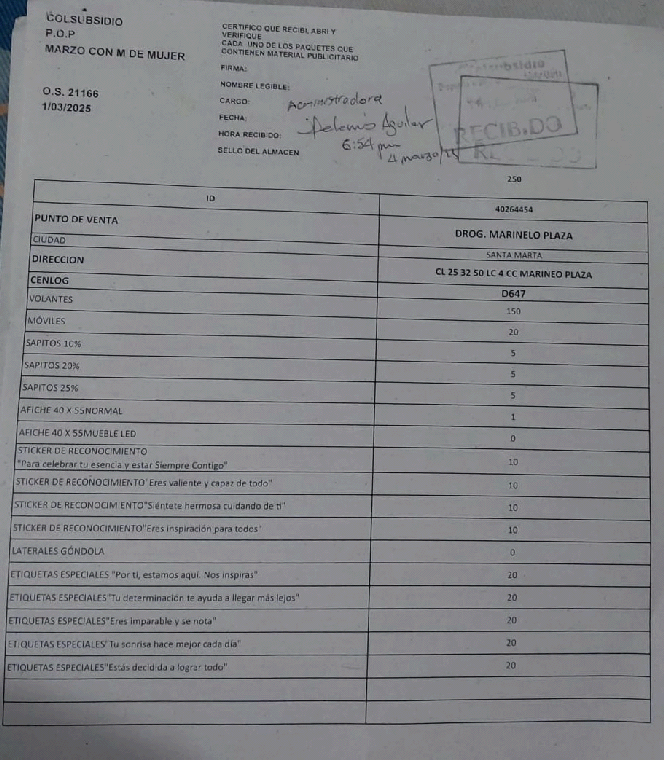 COLSUBSIDIO
P.O.P
MARZO CON M DE MUJER
O.S. 21166
1/03/2025
CERTIFICO QUE RECIBI, ABRI Y
VERIFIQUE
CADA UNO DE LOS PAQUETES QUE
CONTIENEN MATERIAL PUBLICITARIO
FIRMA:
NOMBRE LEGIBLE:
CARGO: Administradora
FECHA: Aguilar
HORA RECIBIDO: 6:54 pm
4 marzo
SELLO DEL ALMACEN
RECIBIDO
250
ID 40264454
PUNTO DE VENTA DROG. MARINELO PLAZA
CIUDAD SANTA MARTA
DIRECCION CL 25 32 50 LC 4 CC MARINEO PLAZA
CENLOG D647
VOLANTES 150
MÓVILES 20
SAPITOS 10% 5
SAPITOS 20% 5
SAPITOS 25% 5
AFICHE 40 X 55NORMAL 1
AFICHE 40 X 55MUEBLE LED 0
STICKER DE RECONOCIMIENTO
"Para celebrar tu esencia y estar Siempre Contigo" 10
STICKER DE RECONOCIMIENTO"Eres valiente y capaz de todo" 10
STICKER DE RECONOCIMIENTO"Siéntete hermosa cuidando de ti" 10
STICKER DE RECONOCIMIENTO"Eres inspiración para todes" 10
LATERALES GÓNDOLA 0
ETIQUETAS ESPECIALES "Por ti, estamos aquí. Nos inspiras" 20
ETIQUETAS ESPECIALES"Tu determinación te ayuda a llegar más lejos" 20
ETIQUETAS ESPECIALES"Eres imparable y se nota" 20
ETIQUETAS ESPECIALES"Tu sonrisa hace mejor cada día" 20
ETIQUETAS ESPECIALES"Estás decidida a lograr todo" 20